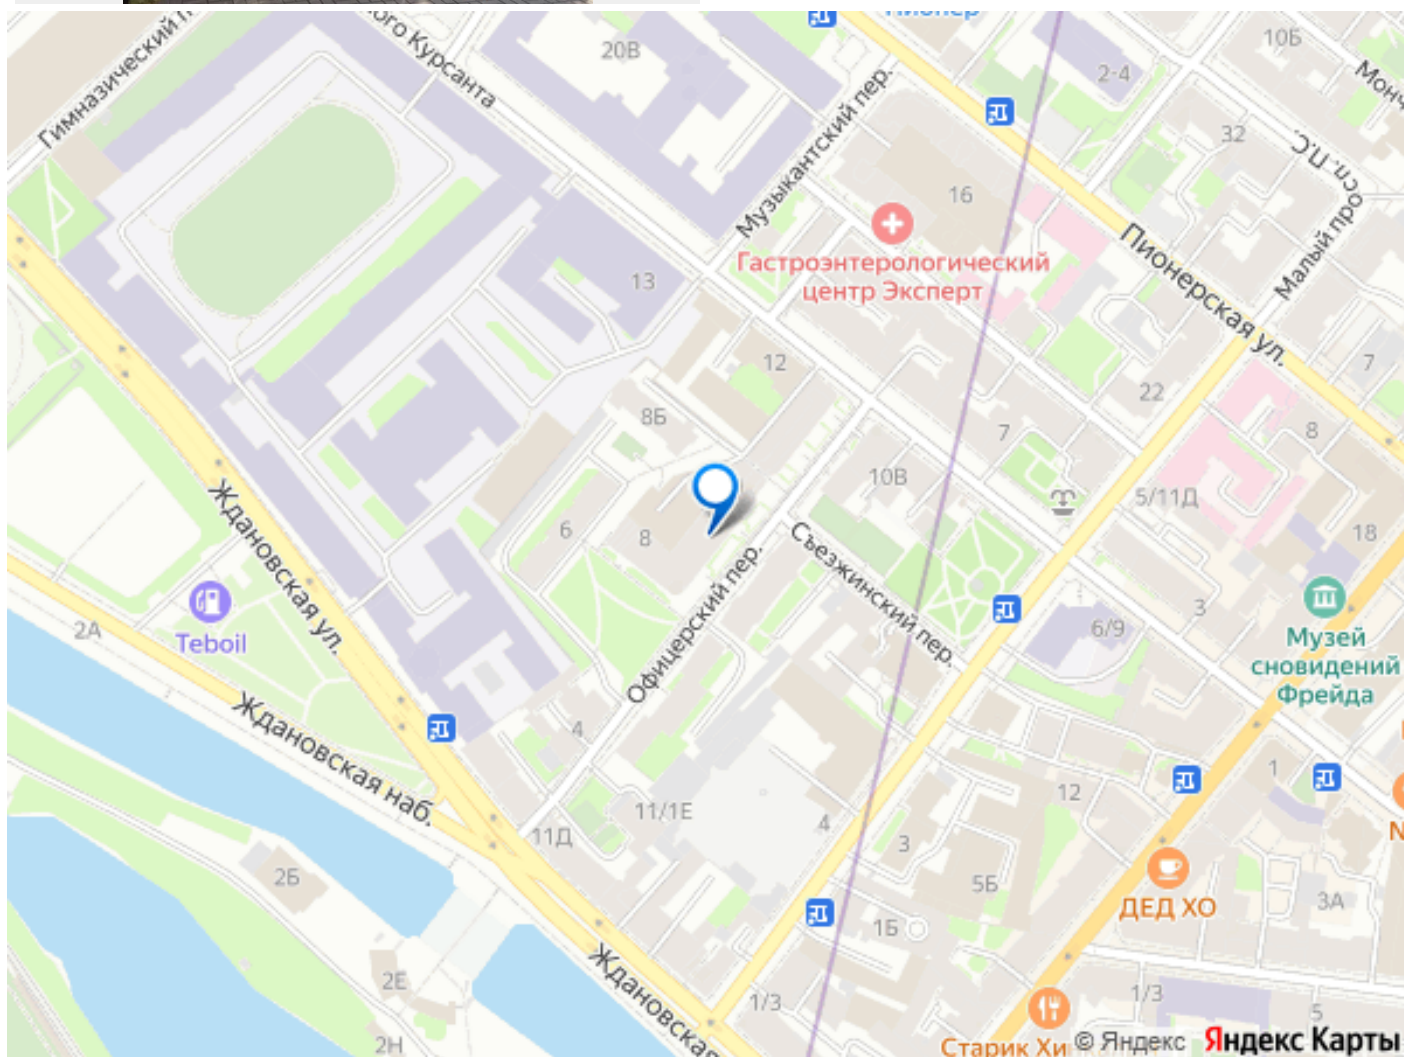 Пионер
Гимназический п
ого Курсанта
20В
10Б
2-4
Монч
Музыкантский пер.
32
просп. П.С.
Малый
16
Гастроэнтерологический
центр Эксперт
Пионерская ул.
13
12
7
22
8Б
8
7
10В
5/11Д
18
6
8
Съезжинский пер.
Ждановская ул.
Офицерский пер.
Teboil
2А
3
6/9
Музей
сновидений
Фрейда
Ждановская наб.
4
1
12
11/1Е
11Д
4
3
2Б
5Б
ДЕД ХО
3А
1Б
Ждановская
2Е
1/3
1/3
5
2Н
Старик Хи
© Яндекс Яндекс Карты